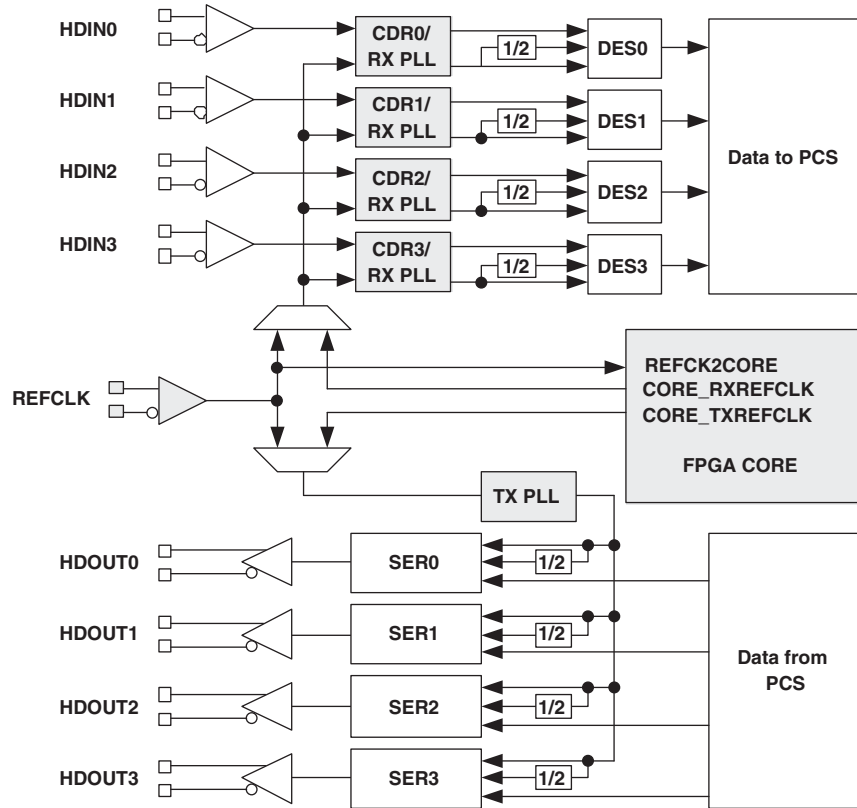 HDIN0
CDR0/
RX PLL
1/2
DES0
HDIN1
CDR1/
RX PLL
1/2
DES1
Data to PCS
HDIN2
CDR2/
RX PLL
1/2
DES2
HDIN3
CDR3/
RX PLL
1/2
DES3
REFCLK
REFCK2CORE
CORE_RXREFCLK
CORE_TXREFCLK
FPGA CORE
TX PLL
HDOUT0
SER0
1/2
HDOUT1
SER1
1/2
Data from
PCS
HDOUT2
SER2
1/2
HDOUT3
SER3
1/2